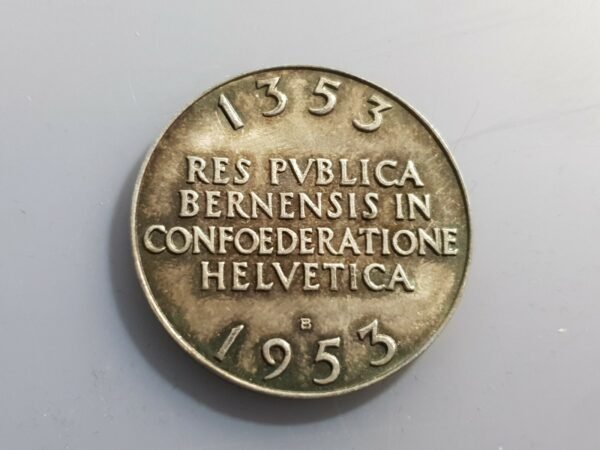 1353
RES PVBLICA
BERNENSIS IN
CONFOEDERATIONE
HELVETICA
B
1953